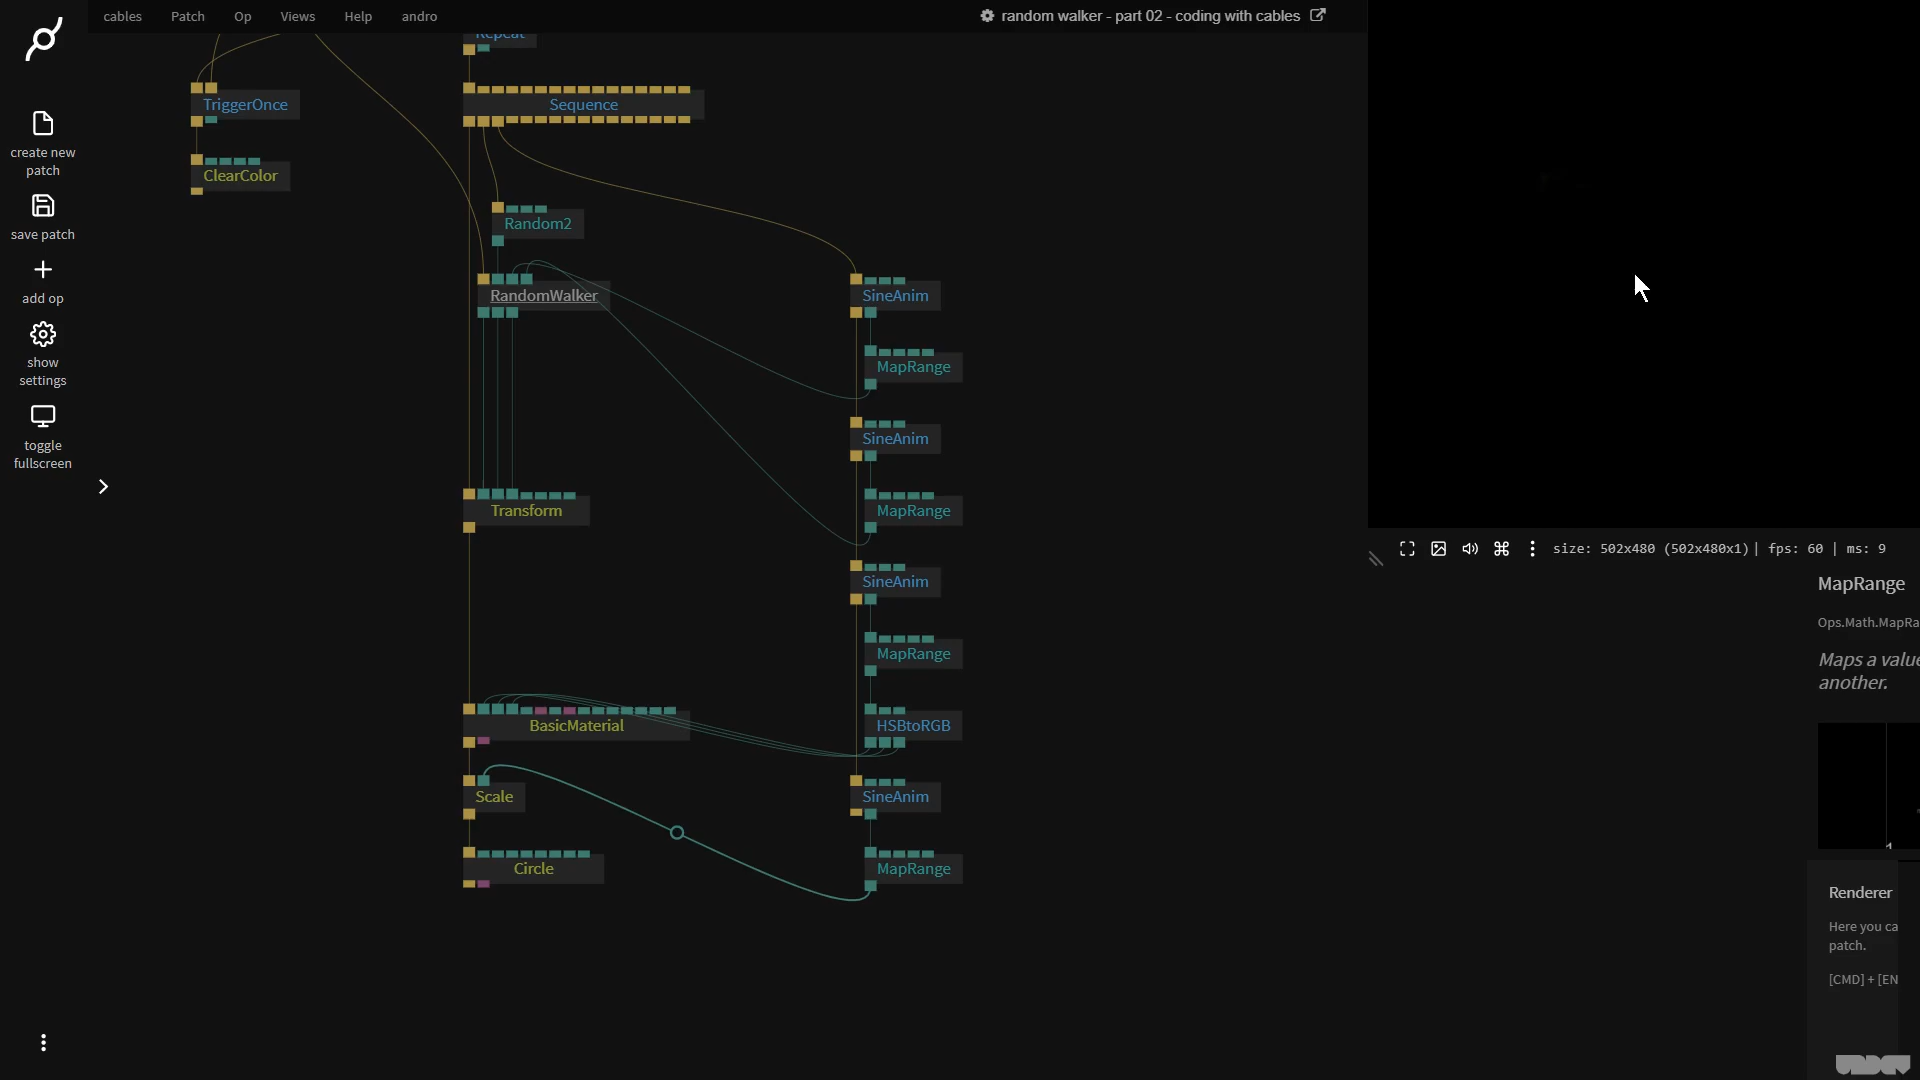 cables
Patch
Op
Views
Help
andro
random walker - part 02 - coding with cables
Repeat
TriggerOnce
Sequence
create new
patch
ClearColor
save patch
Random2
add op
RandomWalker
SineAnim
show
settings
MapRange
toggle
fullscreen
SineAnim
Transform
MapRange
size: 502x480 (502x480x1) | fps: 60 | ms: 9
SineAnim
MapRange
Ops.Math.MapRa
MapRange
Maps a value
another.
BasicMaterial
HSBtoRGB
Scale
SineAnim
Circle
MapRange
Renderer
Here you ca
patch.
[CMD] + [EN